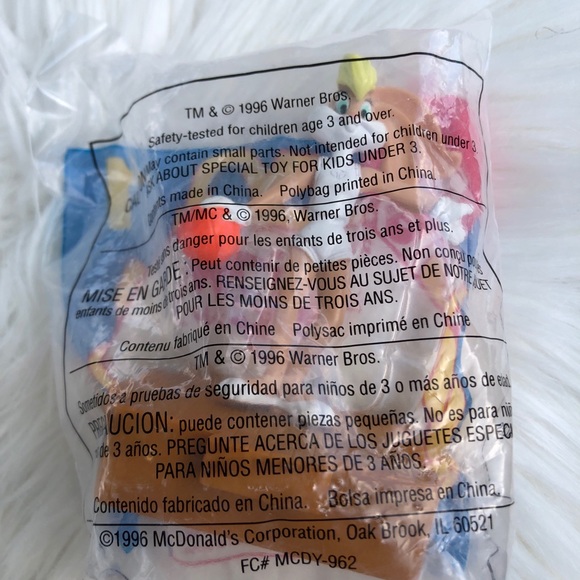 TM & © 1996 Warner Bros.
Safety-tested for children age 3 and over.
may contain small parts. Not intended for children under 3.
ABOUT SPECIAL TOY FOR KIDS UNDER 3.
made in China. Polybag printed in China.
TM/MC & © 1996, Warner Bros.
danger pour les enfants de trois ans et plus.
MISE EN GARDE : Peut contenir de petites pièces. Non conçu
enfants de moins de trois ans. RENSEIGNEZ-VOUS AU SUJET DE NOTRE
POUR LES MOINS DE TROIS ANS.
Contenu fabriqué en Chine Polysac imprimé en Chine
TM & © 1996 Warner Bros.
Sometidos a pruebas de seguridad para niños de 3 o más años de edad.
puede contener piezas pequeñas. No es para
de 3 años. PREGUNTE ACERCA DE LOS JUGUETES
PARA NIÑOS MENORES DE 3 AÑOS.
Contenido fabricado en China. Bolsa impresa en China.
©1996 McDonald's Corporation, Oak Brook, IL 60521
FC# MCDY-962